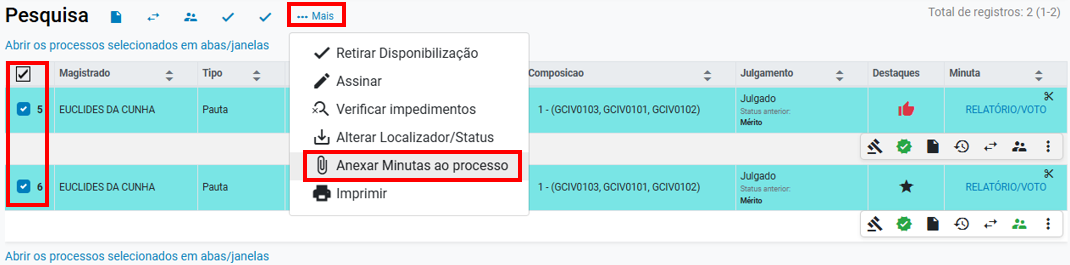 Pesquisa
••• Mais
Total de registros: 2 (1-2)
Abrir os processos selecionados em abas/janelas
Retirar Disponibilização
Assinar
Verificar impedimentos
Alterar Localizador/Status
Anexar Minutas ao processo
Imprimir
Magistrado Tipo Composicao Julgamento Destaques Minuta
5 EUCLIDES DA CUNHA Pauta 1 - (GCIV0103, GCIV0101, GCIV0102) Julgado RELATÓRIO/VOTO
Status anterior:
Mérito
6 EUCLIDES DA CUNHA Pauta 1 - (GCIV0103, GCIV0101, GCIV0102) Julgado RELATÓRIO/VOTO
Status anterior:
Mérito
Abrir os processos selecionados em abas/janelas